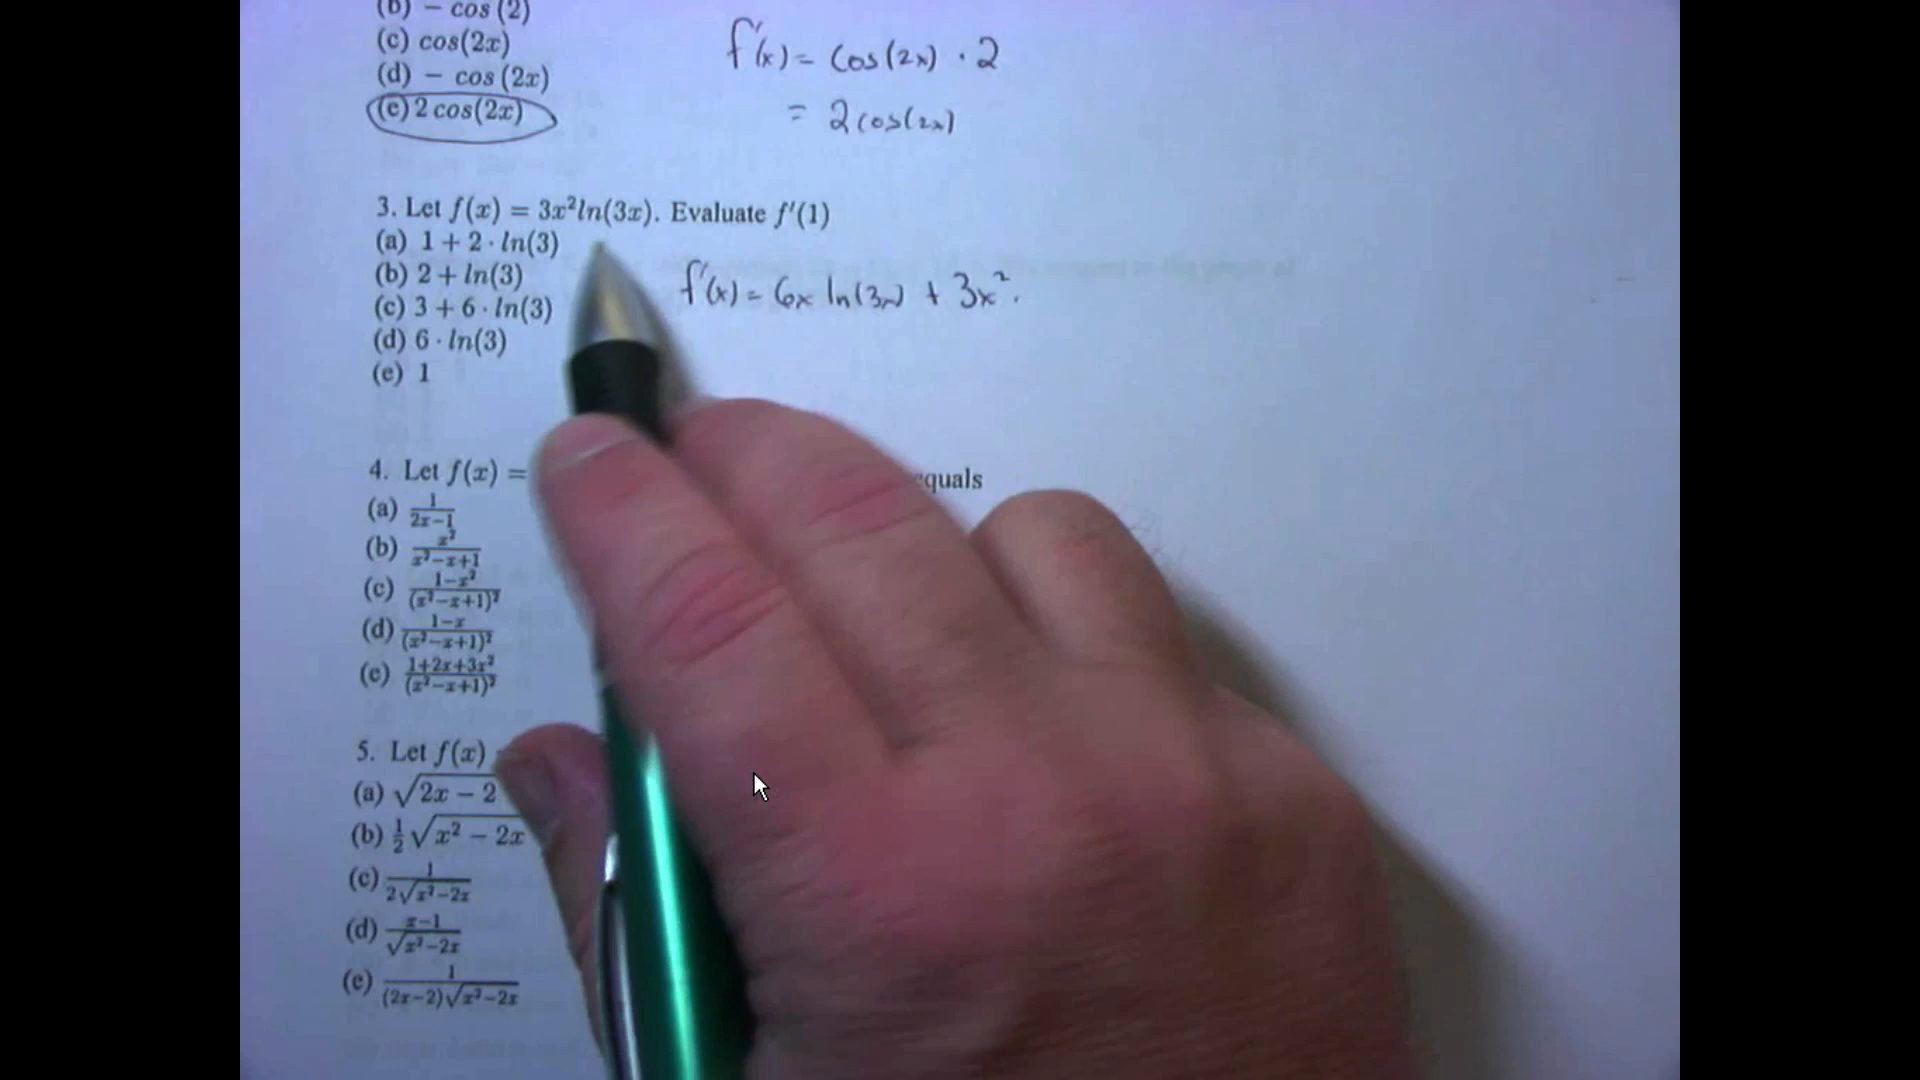 (b) − cos (2)
(c) cos(2x)
(d) − cos (2x)
(e) 2 cos(2x)
f'(x) = cos(2x) · 2
= 2cos(2x)
3. Let f(x) = 3x²ln(3x). Evaluate f'(1)
(a) 1 + 2 · ln(3)
(b) 2 + ln(3)
(c) 3 + 6 · ln(3)
(d) 6 · ln(3)
(e) 1
f'(x) = 6x ln(3x) + 3x² ·
4. Let f(x) = equals
(a) 1/(2x−1)
(b) x²/(x²−x+1)
(c) (1−x²)/(x²−x+1)²
(d) (1−x)/(x²−x+1)²
(e) (1+2x+3x²)/(x²−x+1)²
5. Let f(x)
(a) √(2x − 2
(b) ½√(x² − 2x
(c) 1/(2√(x²−2x))
(d) (x−1)/√(x²−2x)
(e) 1/((2x−2)√(x²−2x))